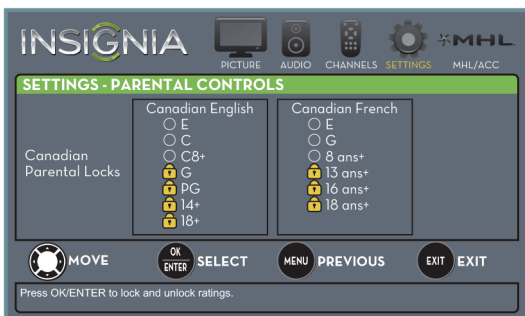 INSIGNIA
PICTURE AUDIO CHANNELS SETTINGS MHL MHL/ACC
SETTINGS - PARENTAL CONTROLS
Canadian Parental Locks
Canadian English
E
C
C8+
G
PG
14+
18+
Canadian French
E
G
8 ans+
13 ans+
16 ans+
18 ans+
MOVE OK ENTER SELECT MENU PREVIOUS EXIT EXIT
Press OK/ENTER to lock and unlock ratings.